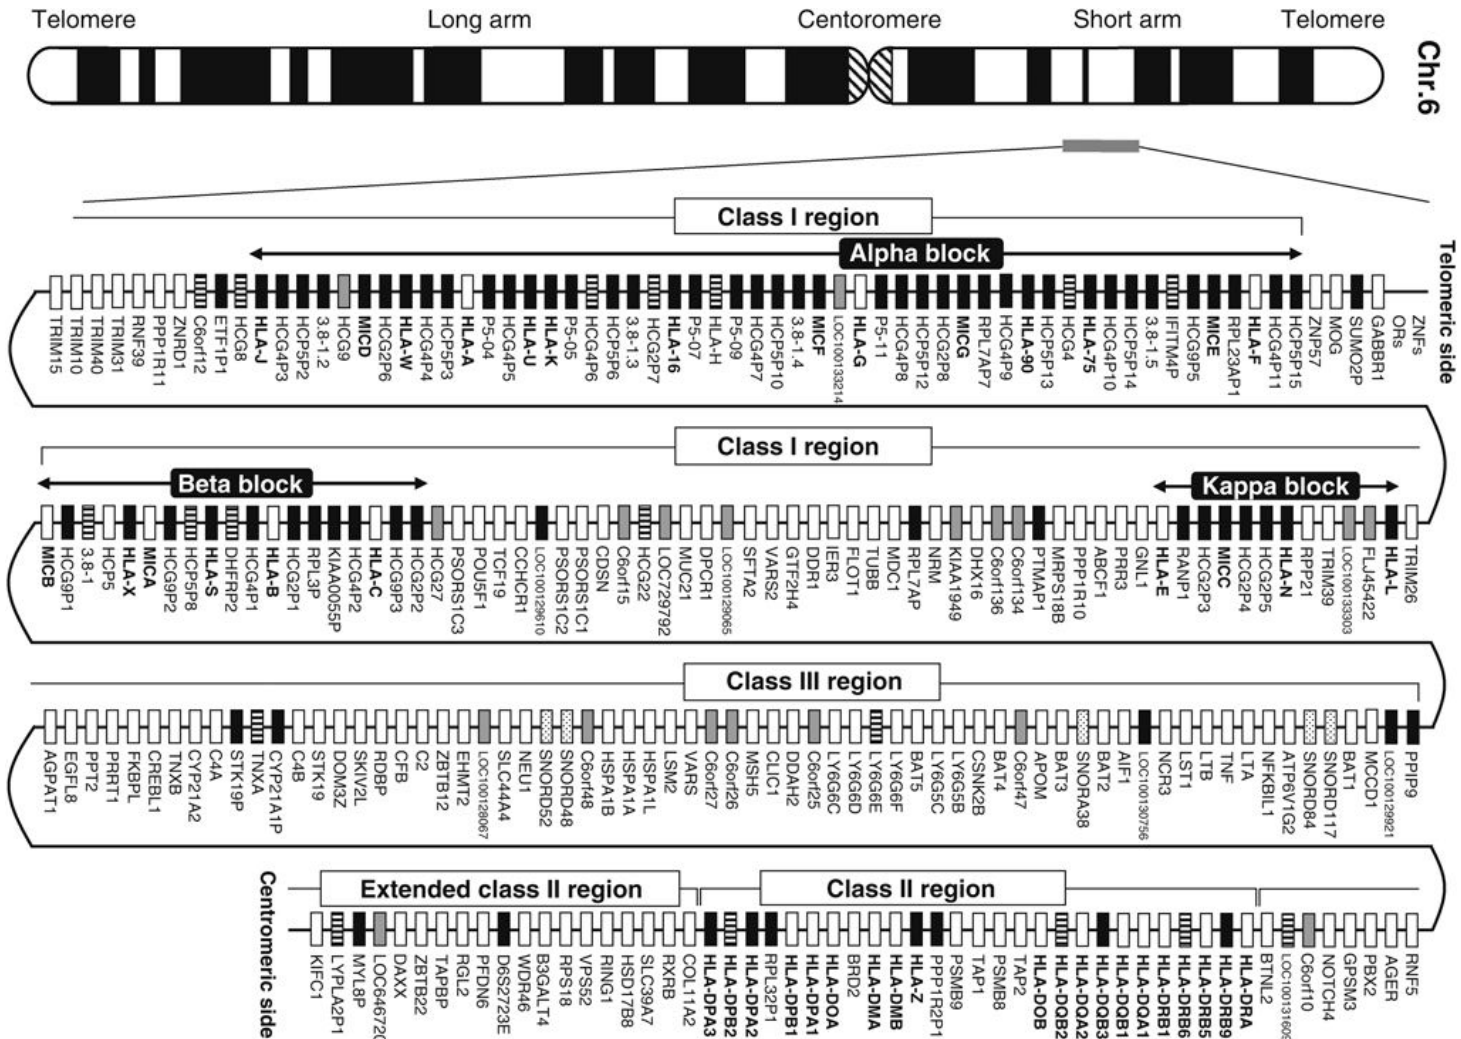 Telomere
Long arm
Centoromere
Short arm
Telomere
Chr.6
Class I region
Alpha block
Telomeric side
TRIM15
TRIM10
TRIM40
TRIM31
RNF39
PPP1R11
ZNRD1
C6orf12
ETF1P1
HCG8
HLA-J
HCG4P3
HCP5P2
3.8-1.2
HCG9
MICD
HCG2P6
HLA-W
HCG4P4
HCP5P3
HLA-A
P5-04
HCG4P5
HLA-U
HLA-K
P5-05
HCG4P6
HCP5P6
3.8-1.3
HCG2P7
HLA-16
P5-07
HLA-H
P5-09
HCG4P7
HCP5P10
3.8-1.4
MICF
LOC100133214
HLA-G
P5-11
HCG4P8
HCP5P12
HCG2P8
MICG
RPL7AP7
HCG4P9
HLA-90
HCP5P13
HCG4
HLA-75
HCG4P10
HCP5P14
3.8-1.5
IFITM4P
HCG9P5
MICE
RPL23AP1
HLA-F
HCG4P11
HCP5P15
ZNP57
MOG
SUMO2P
GABBR1
ORs
ZNFs
Class I region
Beta block
Kappa block
MICB
HCG9P1
3.8-1
HCP5
HLA-X
MICA
HCG9P2
HCP5P8
HLA-S
DHFRP2
HCG4P1
HLA-B
HCG2P1
RPL3P
KIAA0055P
HCG4P2
HLA-C
HCG9P3
HCG2P2
HCG27
PSORS1C3
POU5F1
TCF19
CCHCR1
LOC100129610
PSORS1C2
PSORS1C1
CDSN
C6orf15
HCG22
LOC729792
MUC21
DPCR1
LOC100129065
SFTA2
VARS2
GTF2H4
DDR1
IER3
FLOT1
TUBB
MDC1
RPL7AP
NRM
KIAA1949
DHX16
C6orf136
C6orf134
PTMAP1
MRPS18B
PPP1R10
ABCF1
PRR3
GNL1
HLA-E
RANP1
HCG2P3
MICC
HCG2P4
HCG2P5
HLA-N
RPP21
TRIM39
LOC100133303
FLJ45422
HLA-L
TRIM26
Class III region
AGPAT1
EGFL8
PPT2
PRRT1
FKBPL
CREBL1
TNXB
CYP21A2
C4A
STK19P
TNXA
CYP21A1P
C4B
STK19
DOM3Z
SKIV2L
RDBP
CFB
C2
ZBTB12
EHMT2
LOC100128067
SLC44A4
NEU1
SNORD52
SNORD48
C6orf48
HSPA1B
HSPA1A
HSPA1L
LSM2
VARS
C6orf27
C6orf26
MSH5
CLIC1
DDAH2
C6orf25
LY6G6C
LY6G6D
LY6G6E
LY6G6F
BAT5
LY6G5C
LY6G5B
CSNK2B
BAT4
C6orf47
APOM
BAT3
SNORA38
BAT2
AIF1
LOC100130756
NCR3
LST1
LTB
TNF
LTA
NFKBIL1
ATP6V1G2
SNORD84
SNORD117
BAT1
MCCD1
LOC100129921
PPIP9
Centromeric side
Extended class II region
Class II region
KIFC1
LYPLA2P1
MYL8P
LOC646720
DAXX
ZBTB22
TAPBP
RGL2
PFDN6
D6S2723E
WDR46
B3GALT4
RPS18
VPS52
RING1
HSD17B8
SLC39A7
RXRB
COL11A2
HLA-DPA3
HLA-DPB2
HLA-DPA2
RPL32P1
HLA-DPB1
HLA-DPA1
HLA-DOA
BRD2
HLA-DMA
HLA-DMB
HLA-Z
PPP1R2P1
PSMB9
TAP1
PSMB8
TAP2
HLA-DOB
HLA-DQB2
HLA-DQA2
HLA-DQB3
HLA-DQB1
HLA-DQA1
HLA-DRB1
HLA-DRB6
HLA-DRB5
HLA-DRB9
HLA-DRA
BTNL2
LOC10013160
C6orf10
NOTCH4
GPSM3
PBX2
AGER
RNF5